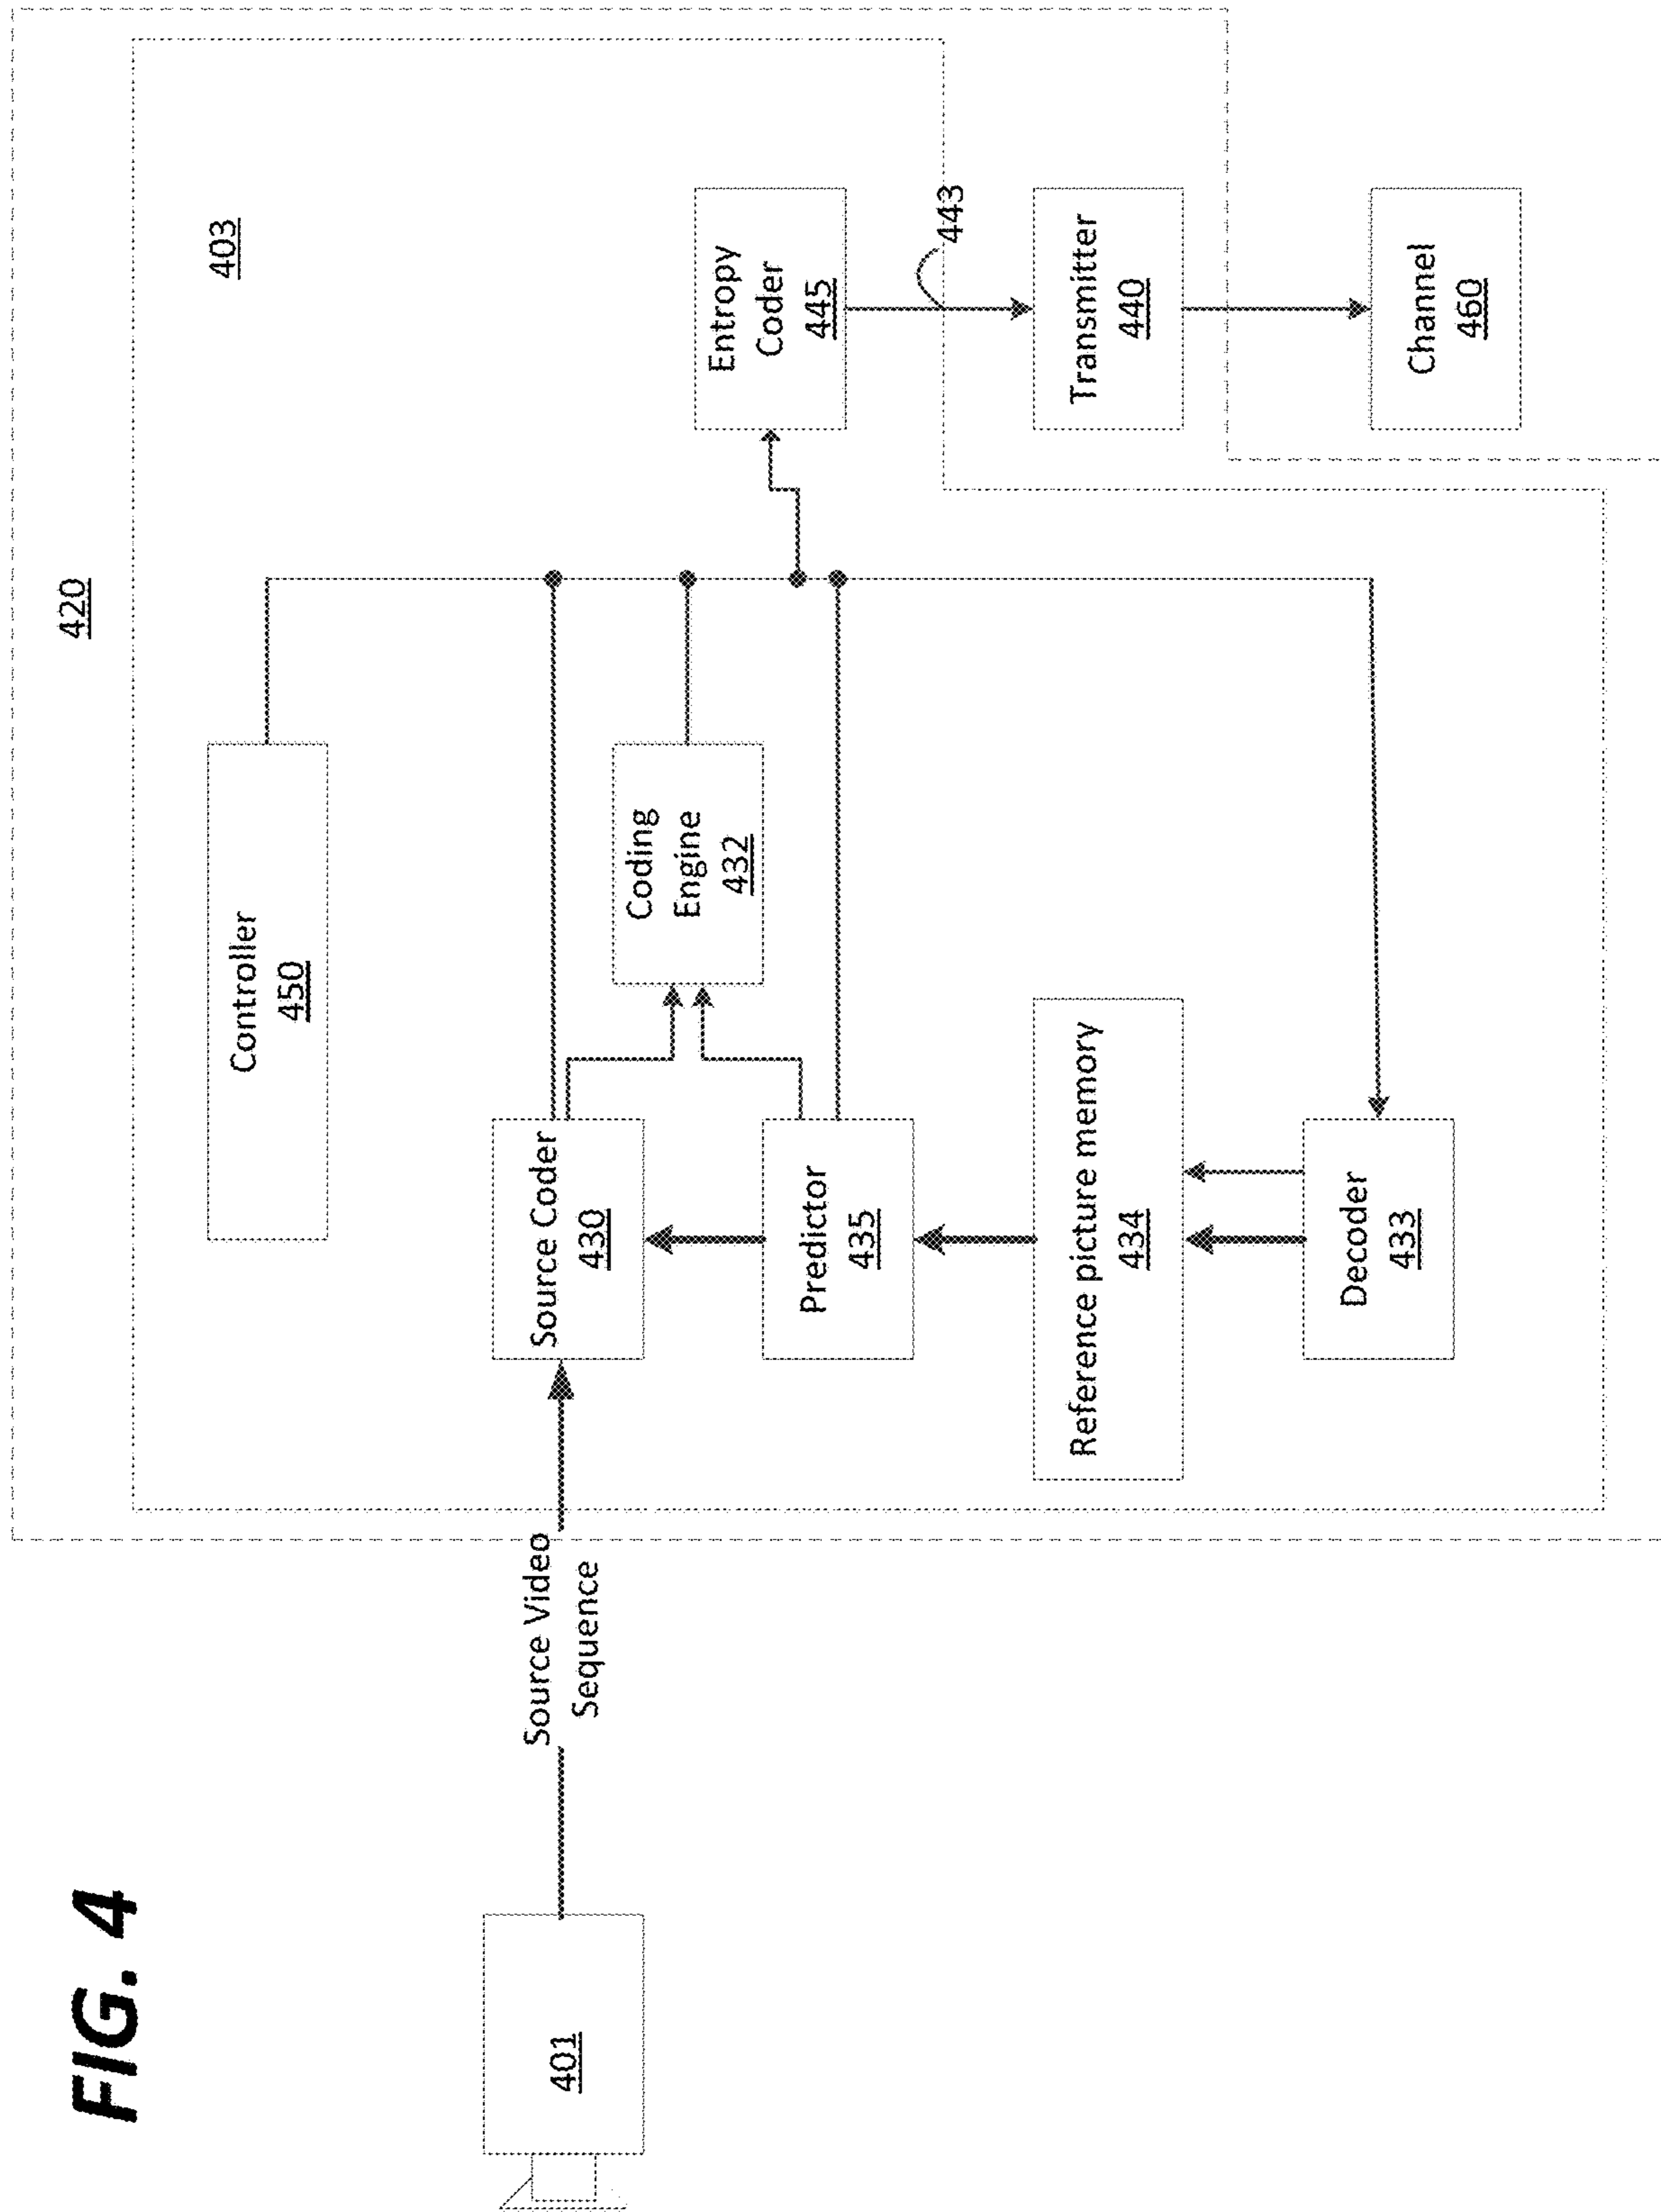 FIG. 4
420
403
Controller
450
401
Source Video
Sequence
Source Coder
430
Coding
Engine
432
Entropy
Coder
445
Predictor
435
443
Reference picture memory
434
Transmitter
440
Decoder
433
Channel
460